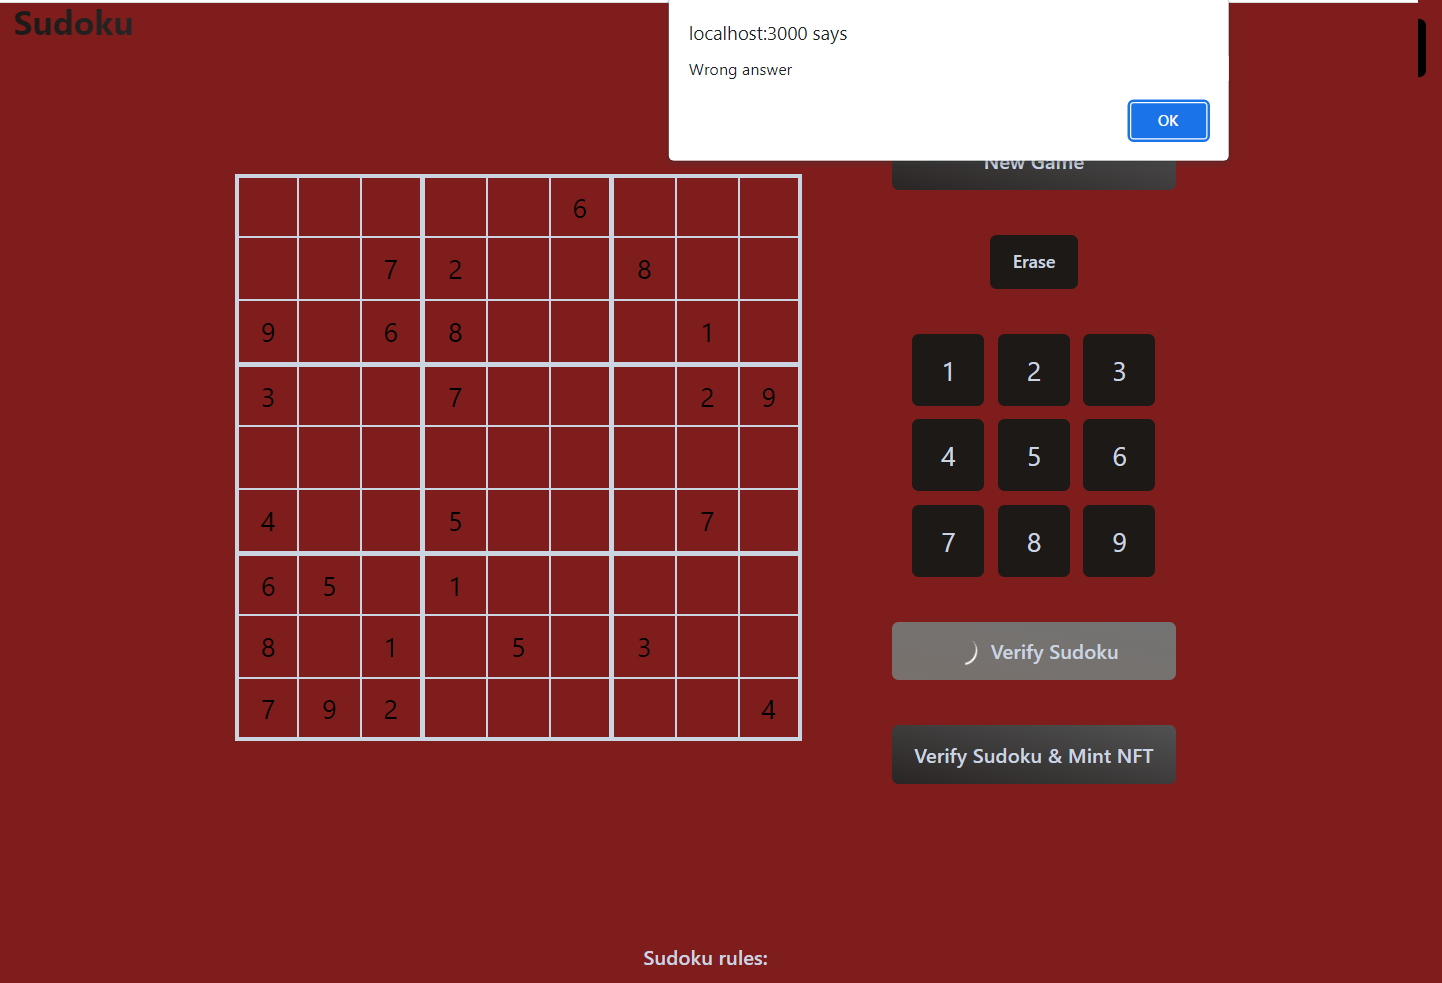 Sudoku
localhost:3000 says
Wrong answer
OK
New Game
6
7 2 8
9 6 8 1
3 7 2 9
4 5 7
6 5 1
8 1 5 3
7 9 2 4
Erase
1 2 3
4 5 6
7 8 9
Verify Sudoku
Verify Sudoku & Mint NFT
Sudoku rules: